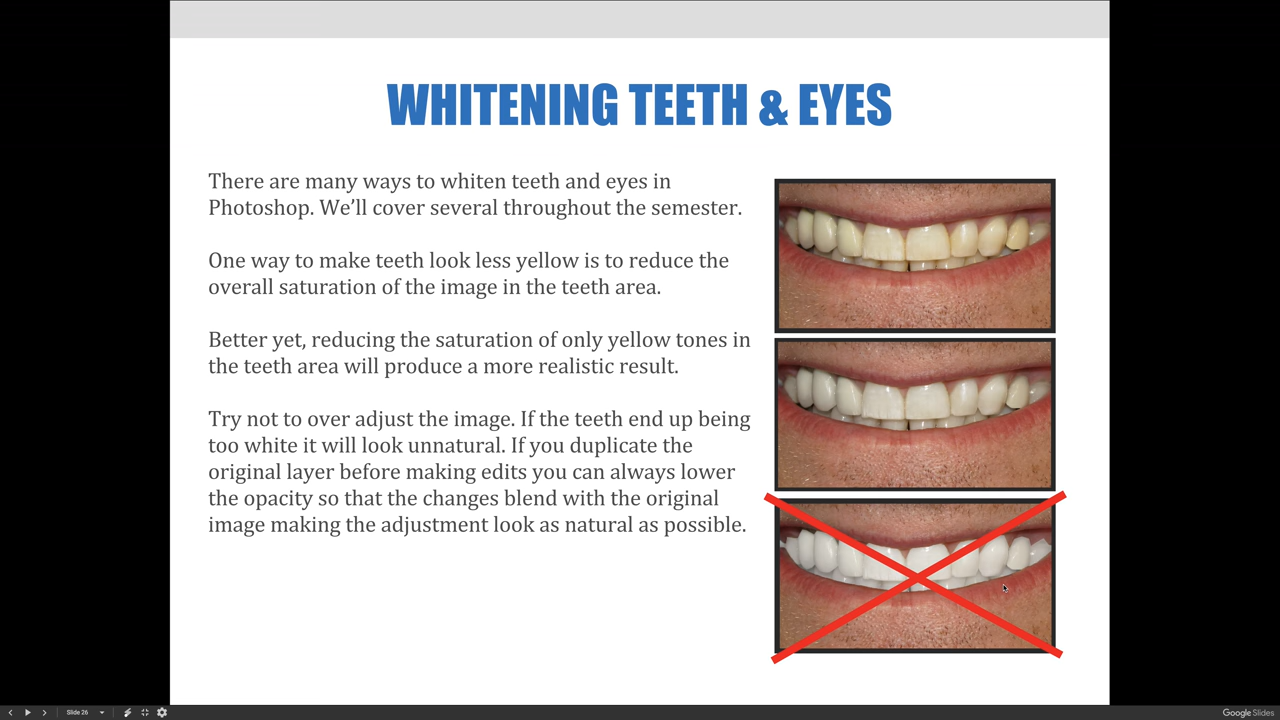 WHITENING TEETH & EYES
There are many ways to whiten teeth and eyes in
Photoshop. We’ll cover several throughout the semester.
One way to make teeth look less yellow is to reduce the
overall saturation of the image in the teeth area.
Better yet, reducing the saturation of only yellow tones in
the teeth area will produce a more realistic result.
Try not to over adjust the image. If the teeth end up being
too white it will look unnatural. If you duplicate the
original layer before making edits you can always lower
the opacity so that the changes blend with the original
image making the adjustment look as natural as possible.
Slide 26
Google Slides